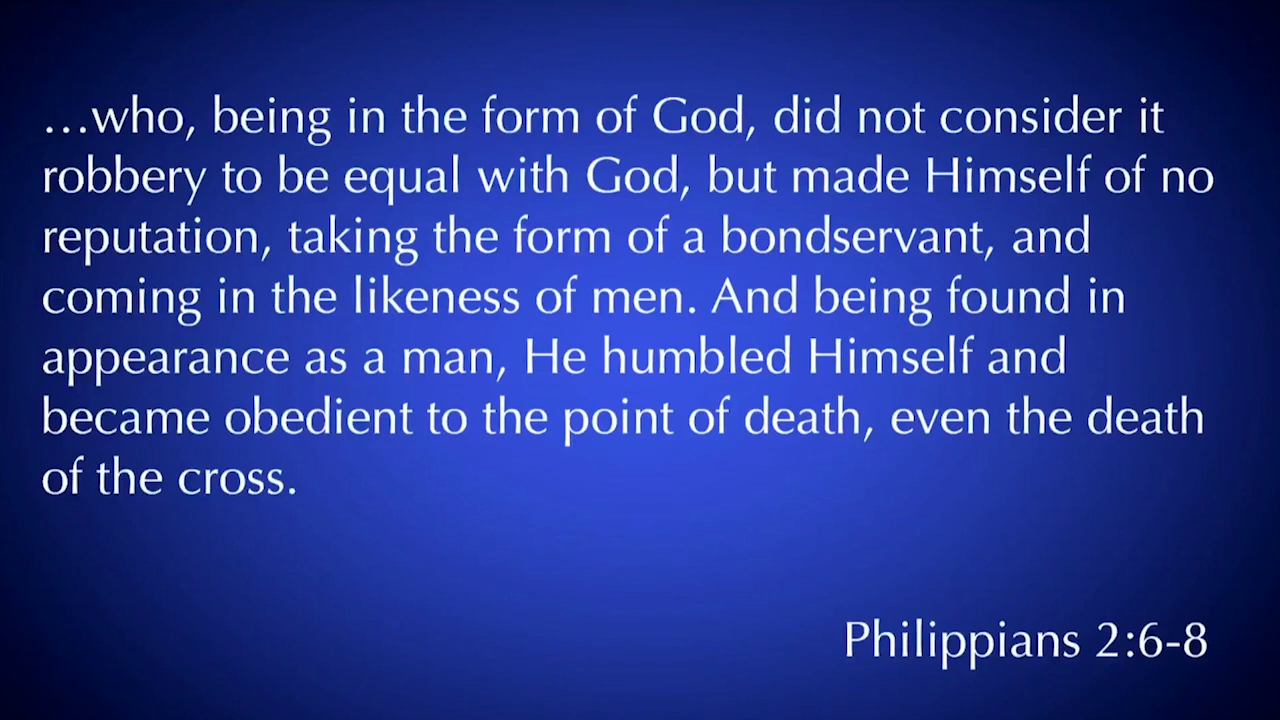 …who, being in the form of God, did not consider it
robbery to be equal with God, but made Himself of no
reputation, taking the form of a bondservant, and
coming in the likeness of men. And being found in
appearance as a man, He humbled Himself and
became obedient to the point of death, even the death
of the cross.
Philippians 2:6-8